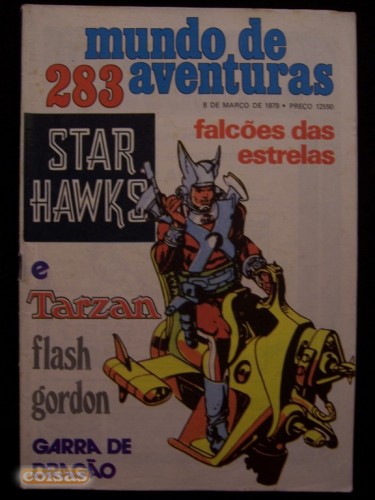 mundo de
283 aventuras
8 DE MARÇO DE 1979 • PREÇO 12$50
falcões das
estrelas
STAR
HAWKS
e
Tarzan
flash
gordon
GARRA DE
DRAGÃO
coisas